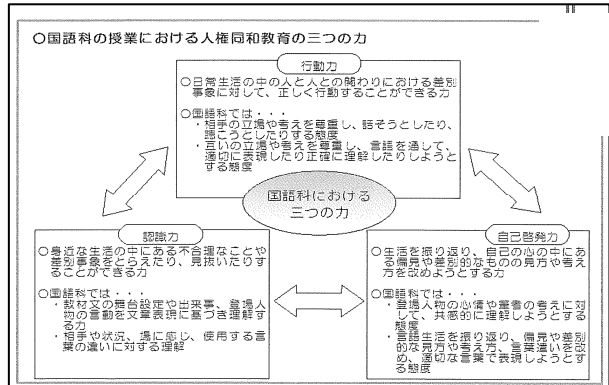 ○国語科の授業における人権同和教育の三つの力
行動力
○日常生活の中の人と人との関わりにおける差別
事象に対して、正しく行動することができる力
○国語科では・・・
・相手の立場や考えを尊重し、話そうとしたり、
聴こうとしたりする態度
・互いの立場や考えを尊重し、言語を通して、
適切に表現したり正確に理解したりしようと
する態度
国語科における
三つの力
認識力
○身近な生活の中にある不合理なことや
差別事象をとらえたり、見抜いたりす
ることができる力
○国語科では・・・
・教材文の舞台設定や出来事、登場人
物の言動を文章表現に基づき理解す
る力
・相手や状況、場に応じ、使用する言
葉の違いに対する理解
自己啓発力
○生活を振り返り、自己の心の中にあ
る偏見や差別的なものの見方や考え
方を改めようとする力
○国語科では・・・
・登場人物の心情や筆者の考えに対
して、共感的に理解しようとする
態度
・言語生活を振り返り、偏見や差別
的な見方や考え方、言葉遣いを改
め、適切な言葉で表現しようとす
る態度